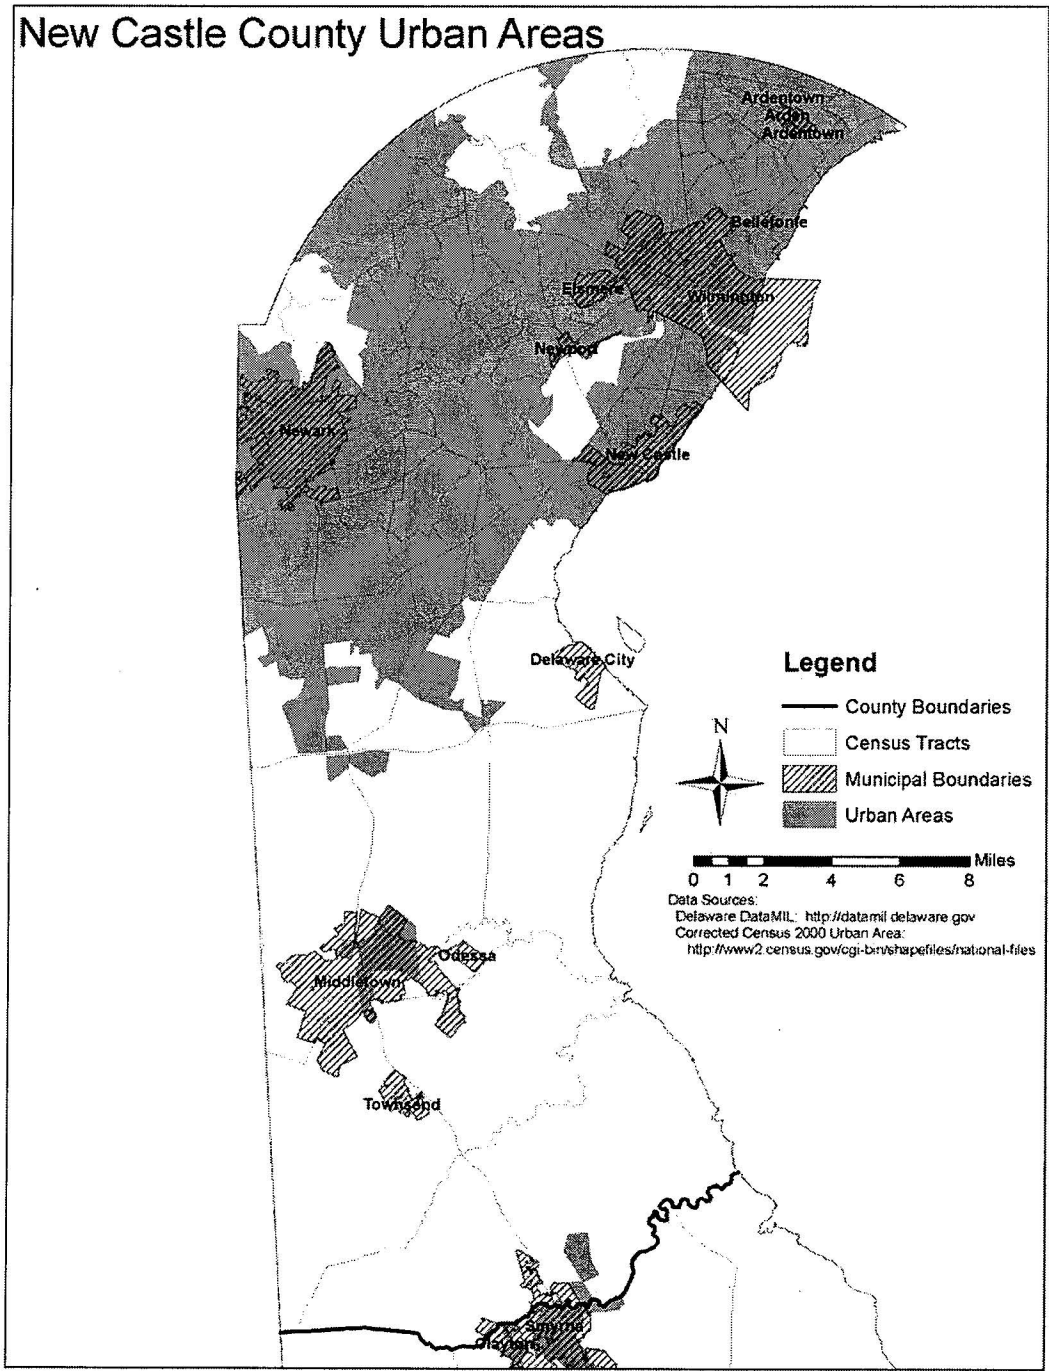 New Castle County Urban Areas
Ardentown
Arden
Ardentown
Bellefonte
Elsmere
Wilmington
Newport
Newark
New Castle
Delaware City
Legend
County Boundaries
Census Tracts
Municipal Boundaries
Urban Areas
N
Miles
0 1 2 4 6 8
Data Sources:
Delaware DataMIL: http://datamil.delaware.gov
Corrected Census 2000 Urban Area:
http://www2.census.gov/cgi-bin/shapefiles/national-files
Odessa
Middletown
Townsend
Smyrna
Clayton